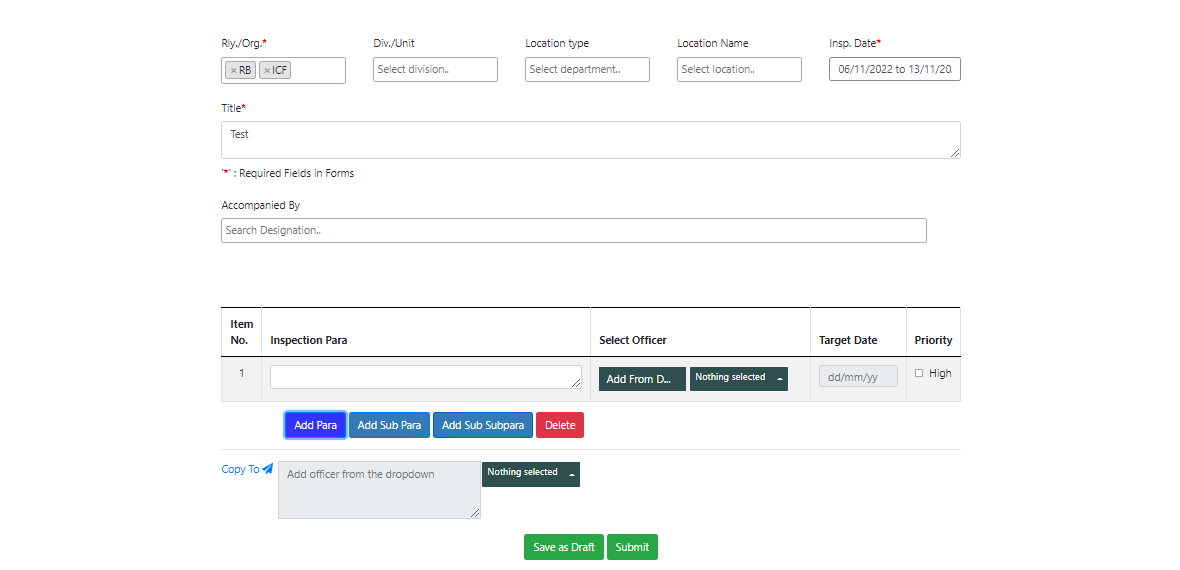 Rly./Org.* Div./Unit Location type Location Name Insp. Date*
×RB ×ICF Select division.. Select department.. Select location.. 06/11/2022 to 13/11/20
Title*
Test
'*' : Required Fields in Forms
Accompanied By
Search Designation..
Item No. Inspection Para Select Officer Target Date Priority
1 Add From D... Nothing selected dd/mm/yy High
Add Para Add Sub Para Add Sub Subpara Delete
Copy To Add officer from the dropdown Nothing selected
Save as Draft Submit